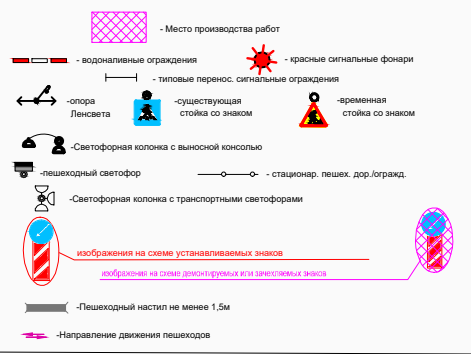 - Место производства работ
- водоналивные ограждения
- красные сигнальные фонари
- типовые перенос. сигнальные ограждения
-опора
Ленсвета
-существующая
стойка со знаком
-временная
стойка со знаком
-Светофорная колонка с выносной консолью
-пешеходный светофор
- стационар. пешех. дор./огражд.
-Светофорная колонка с транспортными светофорами
изображения на схеме устанавливаемых знаков
изображения на схеме демонтируемых или зачехляемых знаков
-Пешеходный настил не менее 1,5м
-Направление движения пешеходов